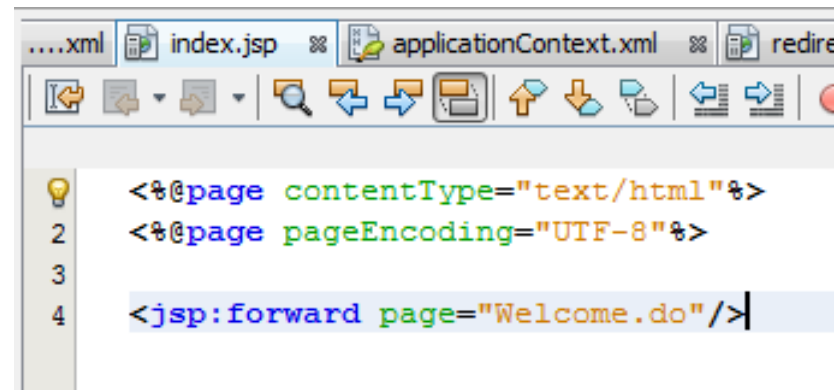 ....xml index.jsp applicationContext.xml redire
<%@page contentType="text/html"%>
2 <%@page pageEncoding="UTF-8"%>
3
4 <jsp:forward page="Welcome.do"/>